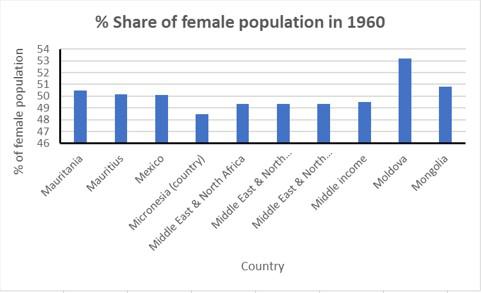 % Share of female population in 1960
% of female population
54
53
52
51
50
49
48
47
46
Mauritania
Mauritius
Mexico
Micronesia (country)
Middle East & North Africa
Middle East & North...
Middle East & North...
Middle income
Moldova
Mongolia
Country